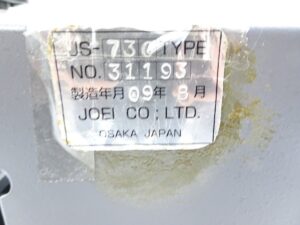 JS-730 TYPE
NO. 31193
製造年月 09年 8月
JOEI CO; LTD.
OSAKA JAPAN